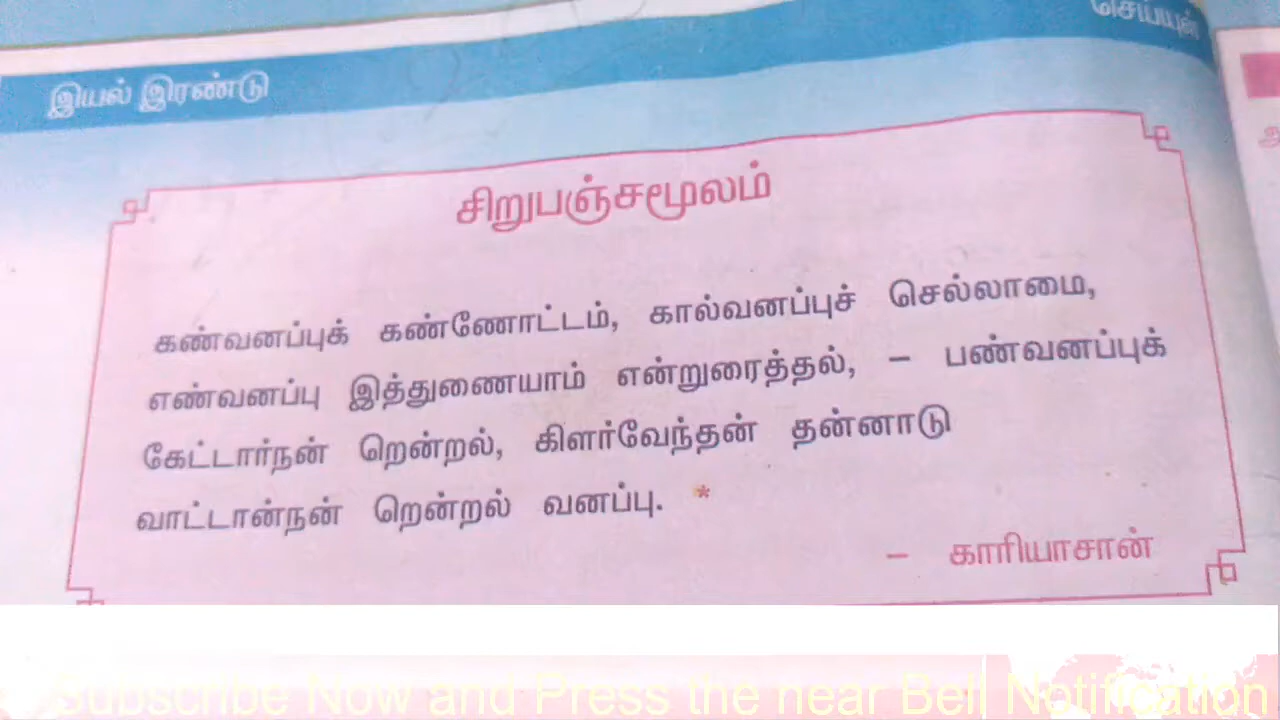 செய்யுள்
இயல் இரண்டு
சிறுபஞ்சமூலம்
கண்வனப்புக் கண்ணோட்டம், கால்வனப்புச் செல்லாமை,
எண்வனப்பு இத்துணையாம் என்றுரைத்தல், – பண்வனப்புக்
கேட்டார்நன் றென்றல், கிளர்வேந்தன் தன்னாடு
வாட்டான்நன் றென்றல் வனப்பு. *
– காரியாசான்
Subscribe Now and Press the near Bell Notification